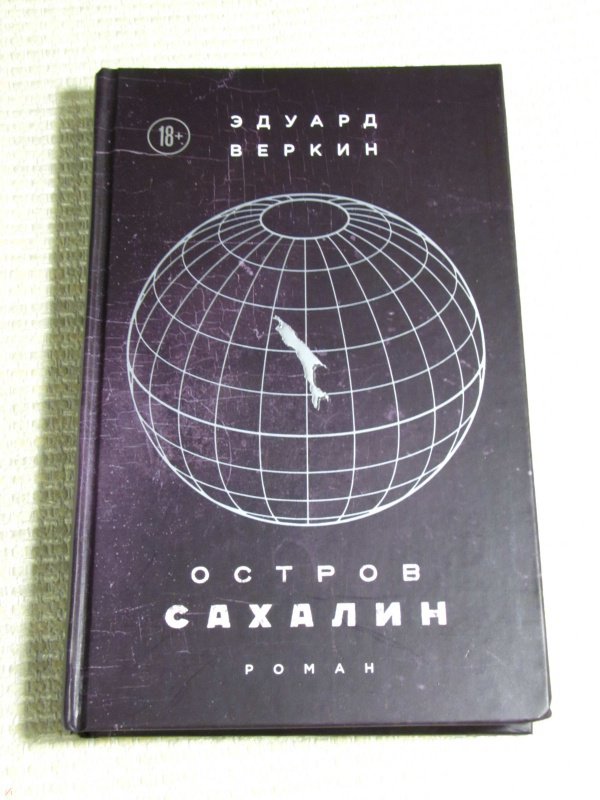 18+
ЭДУАРД
ВЕРКИН
ОСТРОВ
САХАЛИН
РОМАН